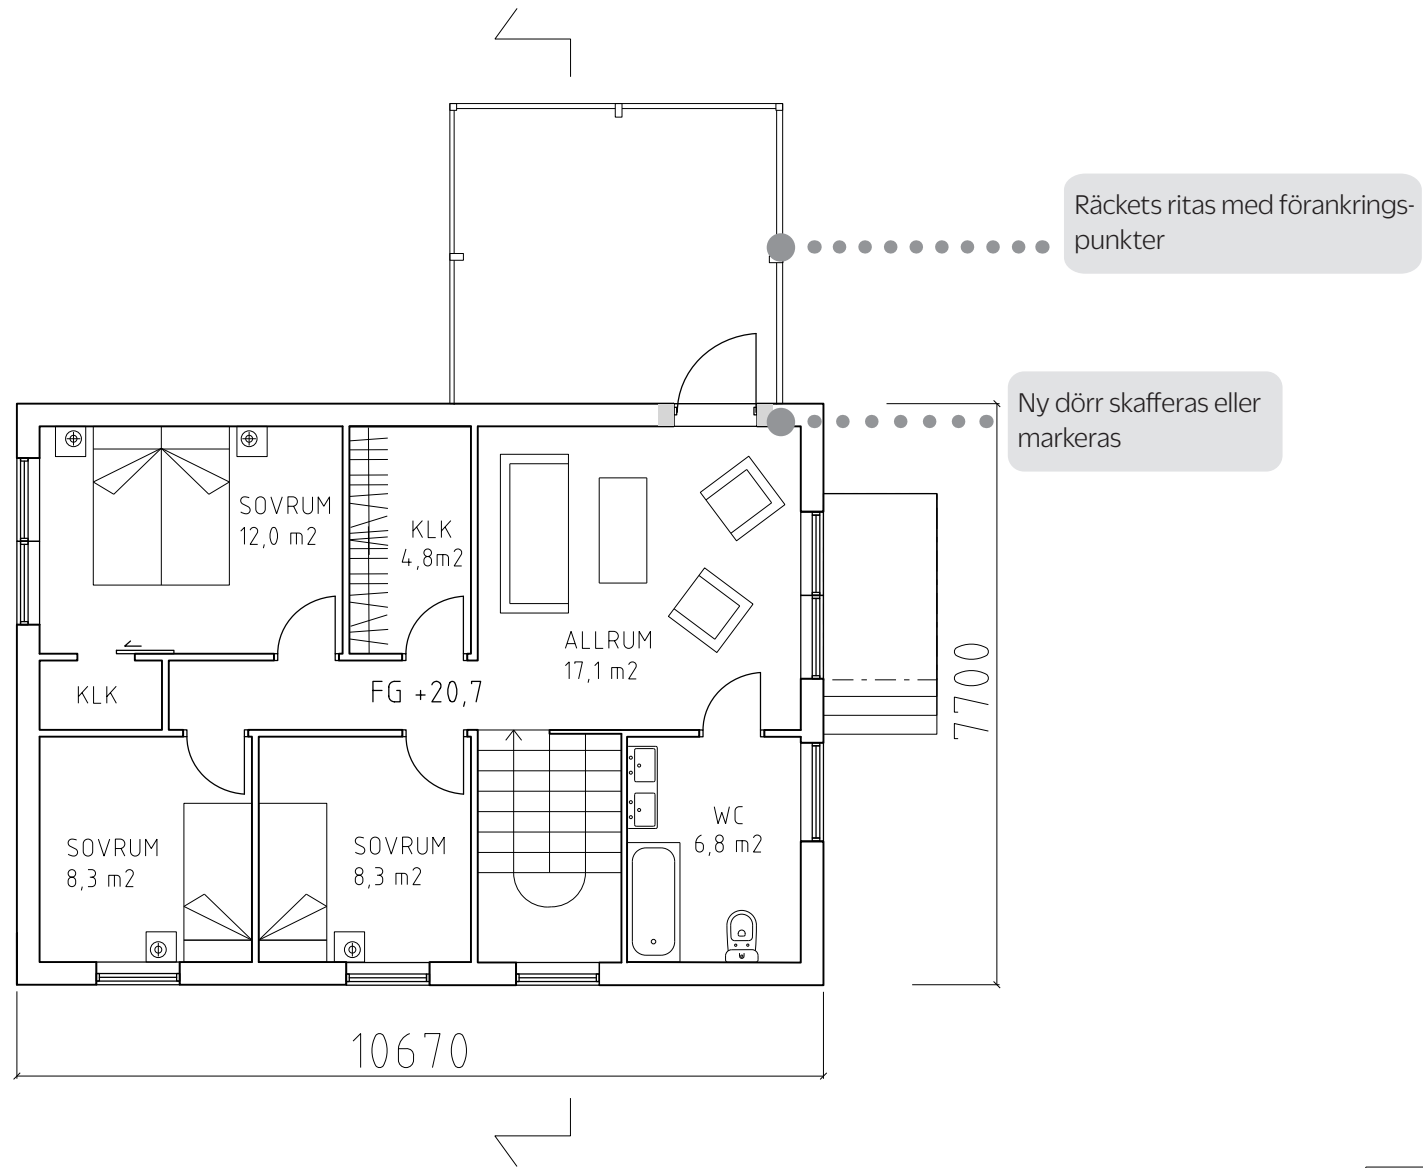 Räckets ritas med förankrings-
punkter
Ny dörr skafferas eller
markeras
SOVRUM
12,0 m2
KLK
4,8m2
ALLRUM
17,1 m2
KLK
FG +20,7
7700
SOVRUM
8,3 m2
SOVRUM
8,3 m2
WC
6,8 m2
10670